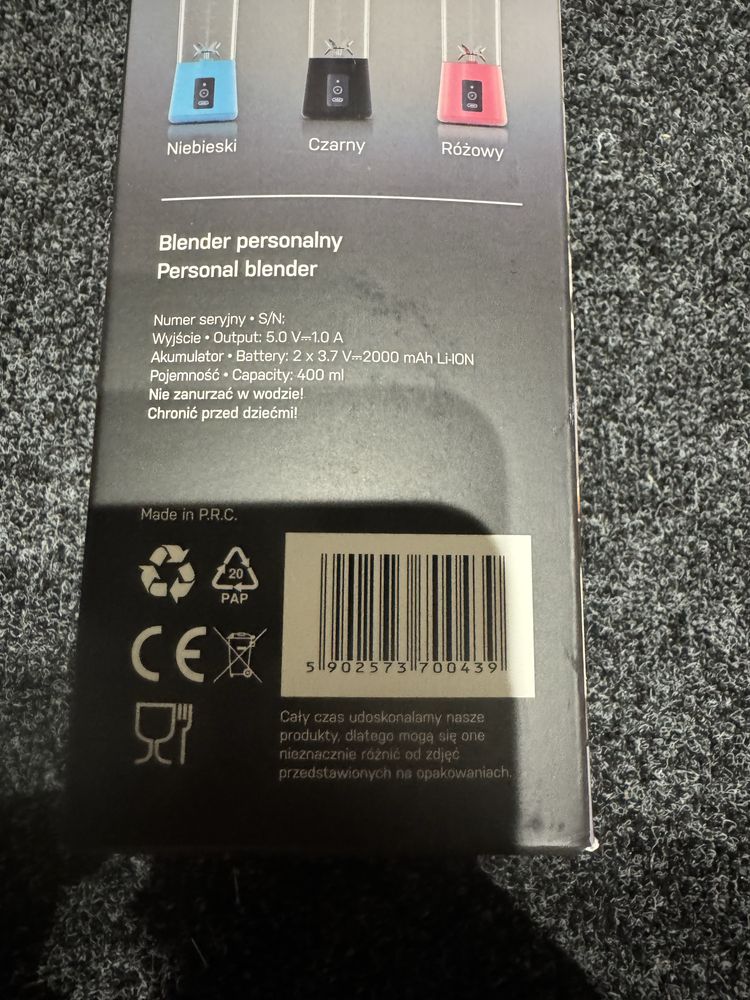 Niebieski
Czarny
Różowy
Blender personalny
Personal blender
Numer seryjny • S/N:
Wyjście • Output: 5.0 V⎓1.0 A
Akumulator • Battery: 2 x 3.7 V⎓2000 mAh Li-ION
Pojemność • Capacity: 400 ml
Nie zanurzać w wodzie!
Chronić przed dziećmi!
Made in P.R.C.
20
PAP
CE
5 902573 700439
Cały czas udoskonalamy nasze
produkty, dlatego mogą się one
nieznacznie różnić od zdjęć
przedstawionych na opakowaniach.